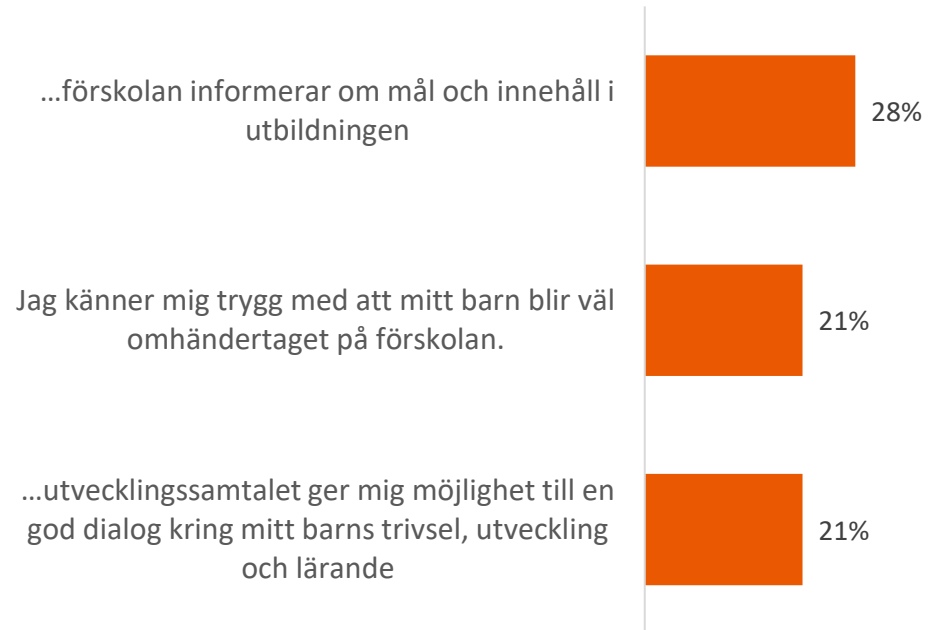 ...förskolan informerar om mål och innehåll i
utbildningen
28%
Jag känner mig trygg med att mitt barn blir väl
omhändertaget på förskolan.
21%
...utvecklingssamtalet ger mig möjlighet till en
god dialog kring mitt barns trivsel, utveckling
och lärande
21%